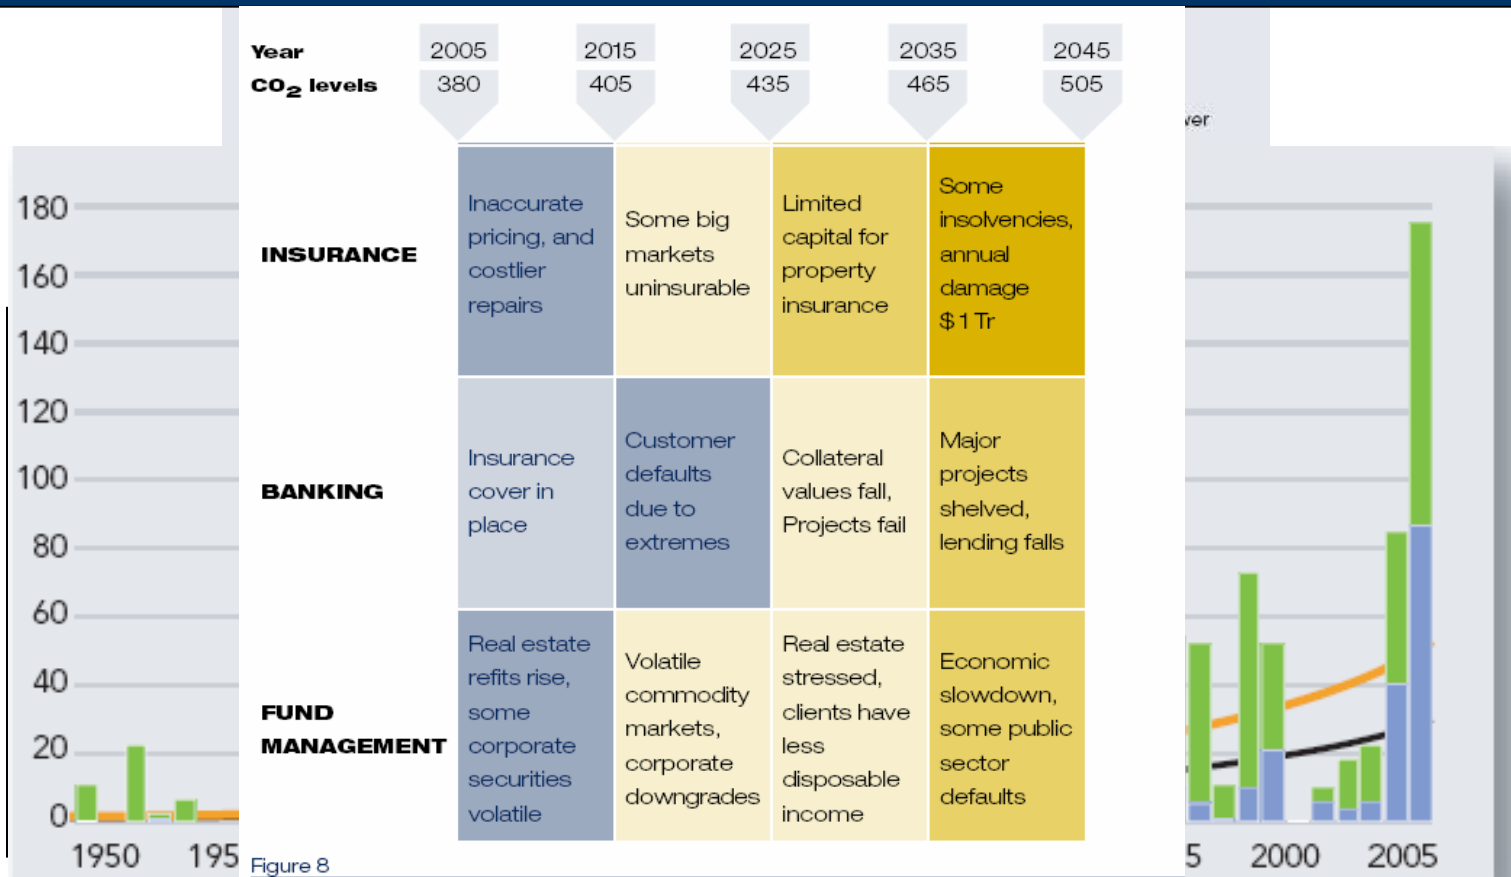 Year 2005 2015 2025 2035 2045
CO2 levels 380 405 435 465 505
INSURANCE
Inaccurate
pricing, and
costlier
repairs
Some big
markets
uninsurable
Limited
capital for
property
insurance
Some
insolvencies,
annual
damage
$1Tr
BANKING
Insurance
cover in
place
Customer
defaults
due to
extremes
Collateral
values fall,
Projects fail
Major
projects
shelved,
lending falls
FUND
MANAGEMENT
Real estate
refits rise,
some
corporate
securities
volatile
Volatile
commodity
markets,
corporate
downgrades
Real estate
stressed,
clients have
less
disposable
income
Economic
slowdown,
some public
sector
defaults
Figure 8
180
160
140
120
100
80
60
40
20
0
1950 195
5 2000 2005